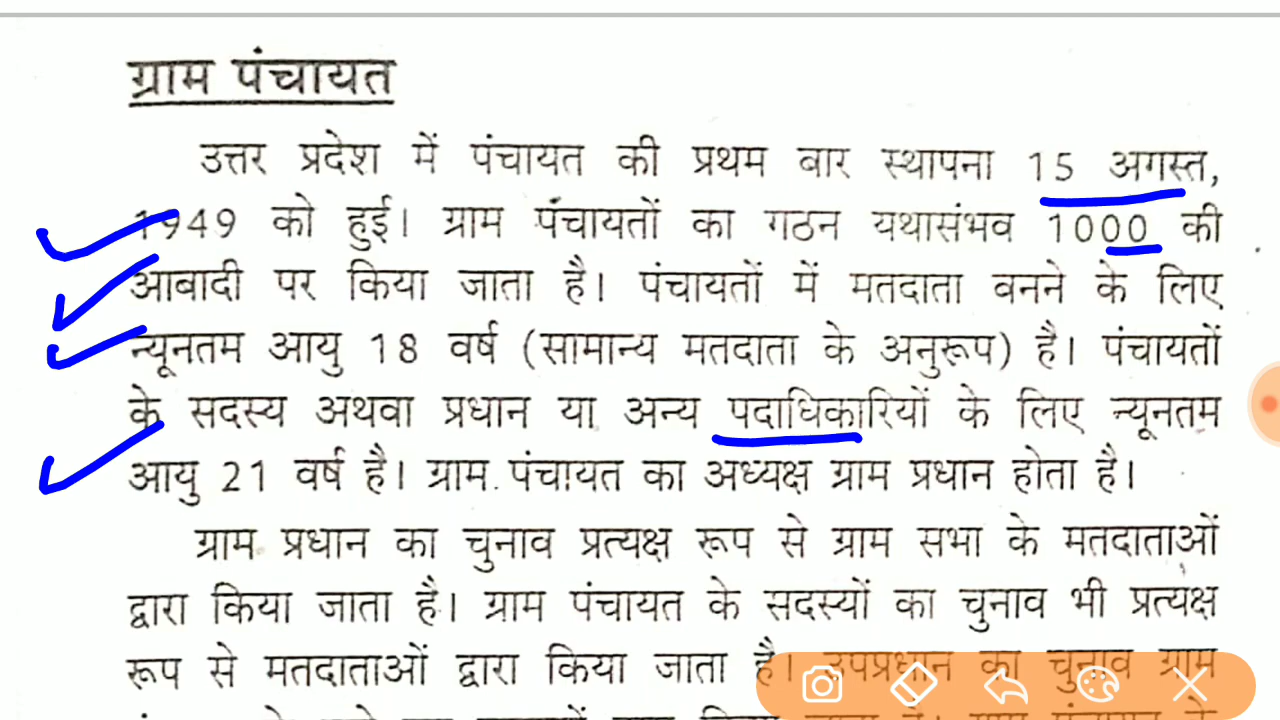 ग्राम पंचायत
उत्तर प्रदेश में पंचायत की प्रथम बार स्थापना 15 अगस्त,
1949 को हुई। ग्राम पंचायतों का गठन यथासंभव 1000 की
आबादी पर किया जाता है। पंचायतों में मतदाता वनने के लिए
न्यूनतम आयु 18 वर्ष (सामान्य मतदाता के अनुरूप) है। पंचायतों
के सदस्य अथवा प्रधान या अन्य पदाधिकारियों के लिए न्यूनतम
आयु 21 वर्ष है। ग्राम पंचायत का अध्यक्ष ग्राम प्रधान होता है।
ग्राम प्रधान का चुनाव प्रत्यक्ष रूप से ग्राम सभा के मतदाताओं
द्वारा किया जाता है। ग्राम पंचायत के सदस्यों का चुनाव भी प्रत्यक्ष
रूप से मतदाताओं द्वारा किया जाता है। उपप्रधान का चुनाव ग्राम